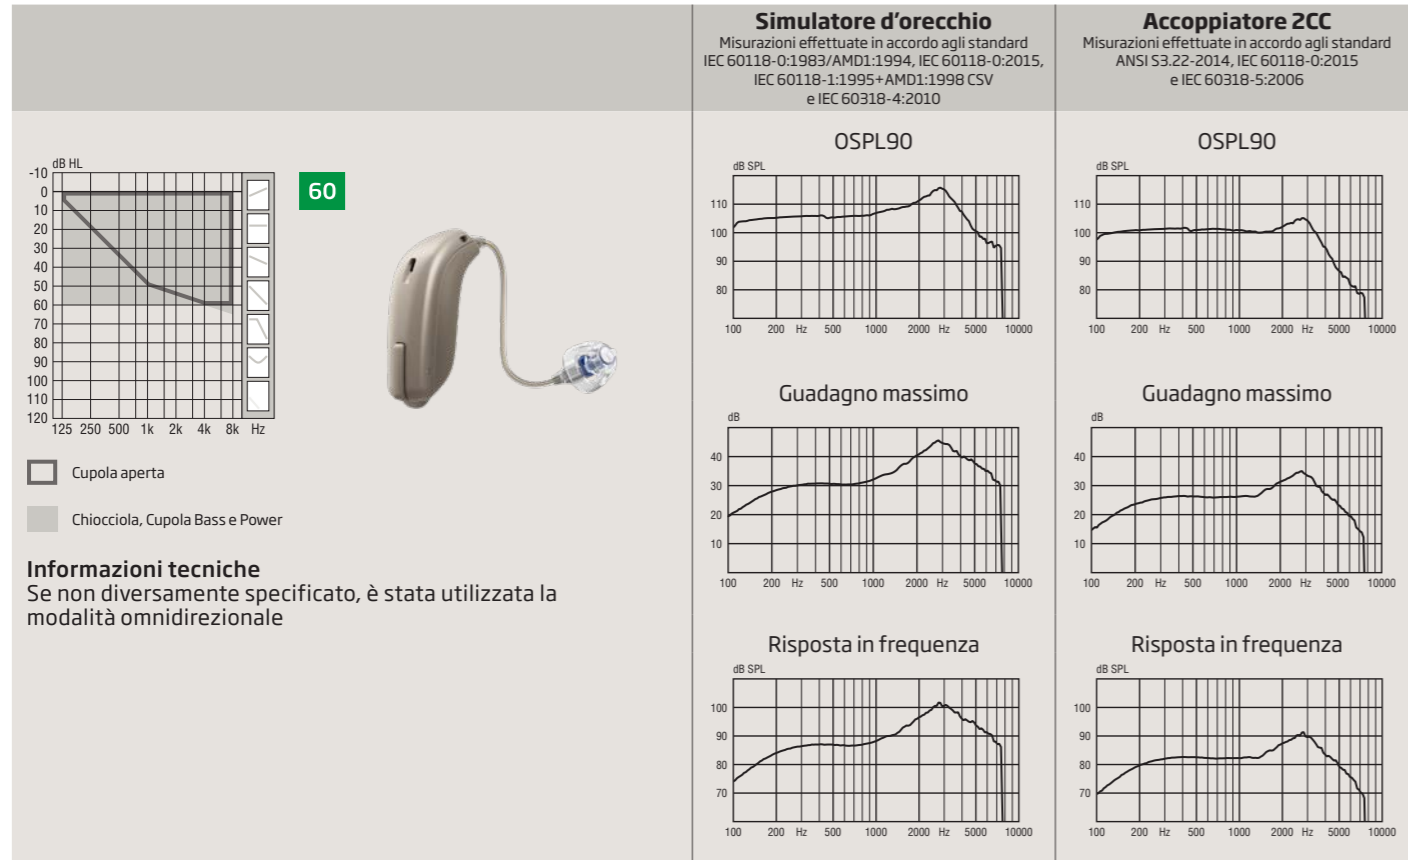 Simulatore d'orecchio
Misurazioni effettuate in accordo agli standard
IEC 60118-0:1983/AMD1:1994, IEC 60118-0:2015,
IEC 60118-1:1995+AMD1:1998 CSV
e IEC 60318-4:2010
Accoppiatore 2CC
Misurazioni effettuate in accordo agli standard
ANSI S3.22-2014, IEC 60118-0:2015
e IEC 60318-5:2006
dB HL
-10
0
10
20
30
40
50
60
70
80
90
100
110
120
125 250 500 1k 2k 4k 8k Hz
60
Cupola aperta
Chiocciola, Cupola Bass e Power
Informazioni tecniche
Se non diversamente specificato, è stata utilizzata la
modalità omnidirezionale
OSPL90
dB SPL
110
100
90
80
100 200 Hz 500 1000 2000 Hz 5000 10000
Guadagno massimo
dB
40
30
20
10
100 200 Hz 500 1000 2000 Hz 5000 10000
Risposta in frequenza
dB SPL
100
90
80
70
100 200 Hz 500 1000 2000 Hz 5000 10000
OSPL90
dB SPL
110
100
90
80
100 200 Hz 500 1000 2000 Hz 5000 10000
Guadagno massimo
dB
40
30
20
10
100 200 Hz 500 1000 2000 Hz 5000 10000
Risposta in frequenza
dB SPL
100
90
80
70
100 200 Hz 500 1000 2000 Hz 5000 10000